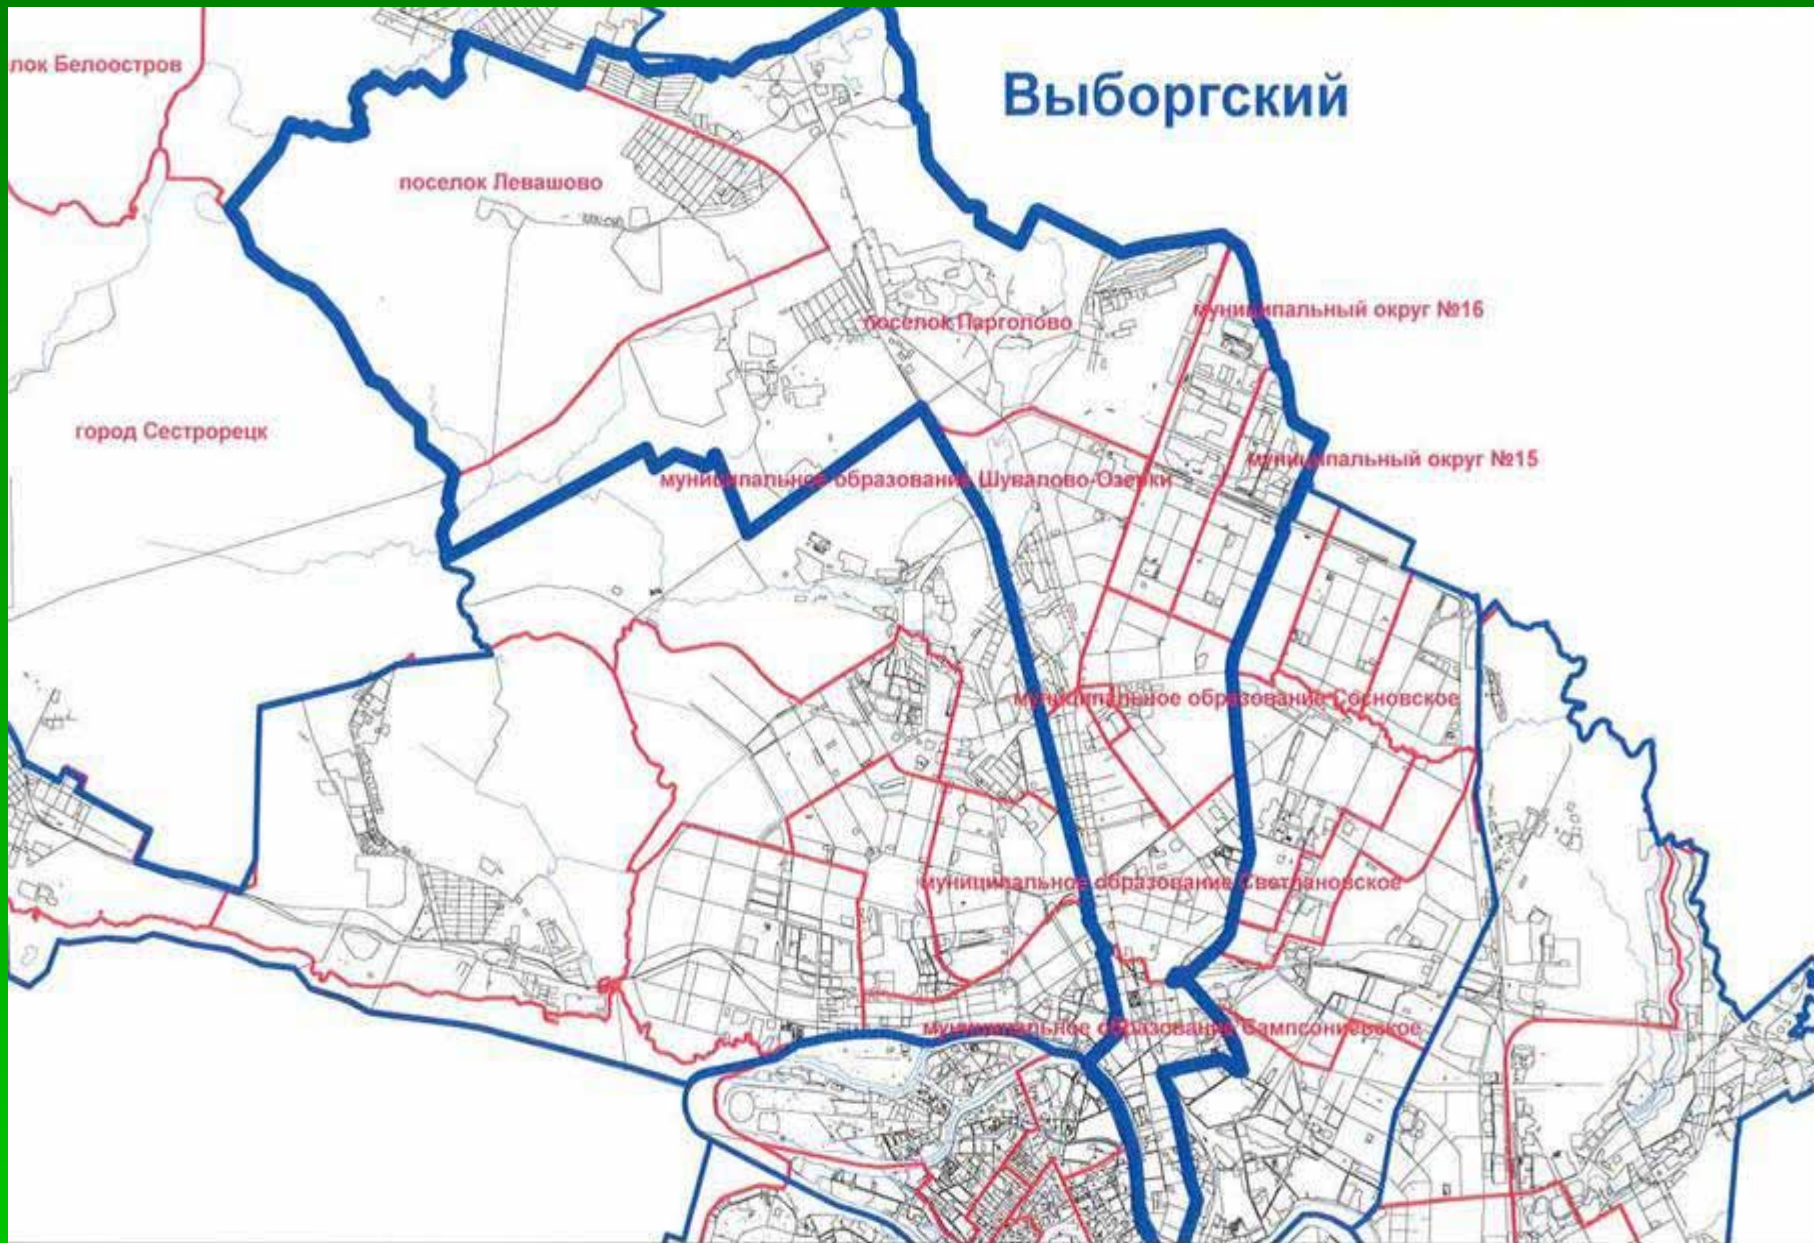 Выборгский
лок Белоостров
поселок Левашово
муниципальный округ №16
поселок Парголово
город Сестрорецк
муниципальный округ №15
муниципальное образование Шувалово-Озерки
муниципальное образование Сосновское
муниципальное образование Светлановское
муниципальное образование Сампсониевское